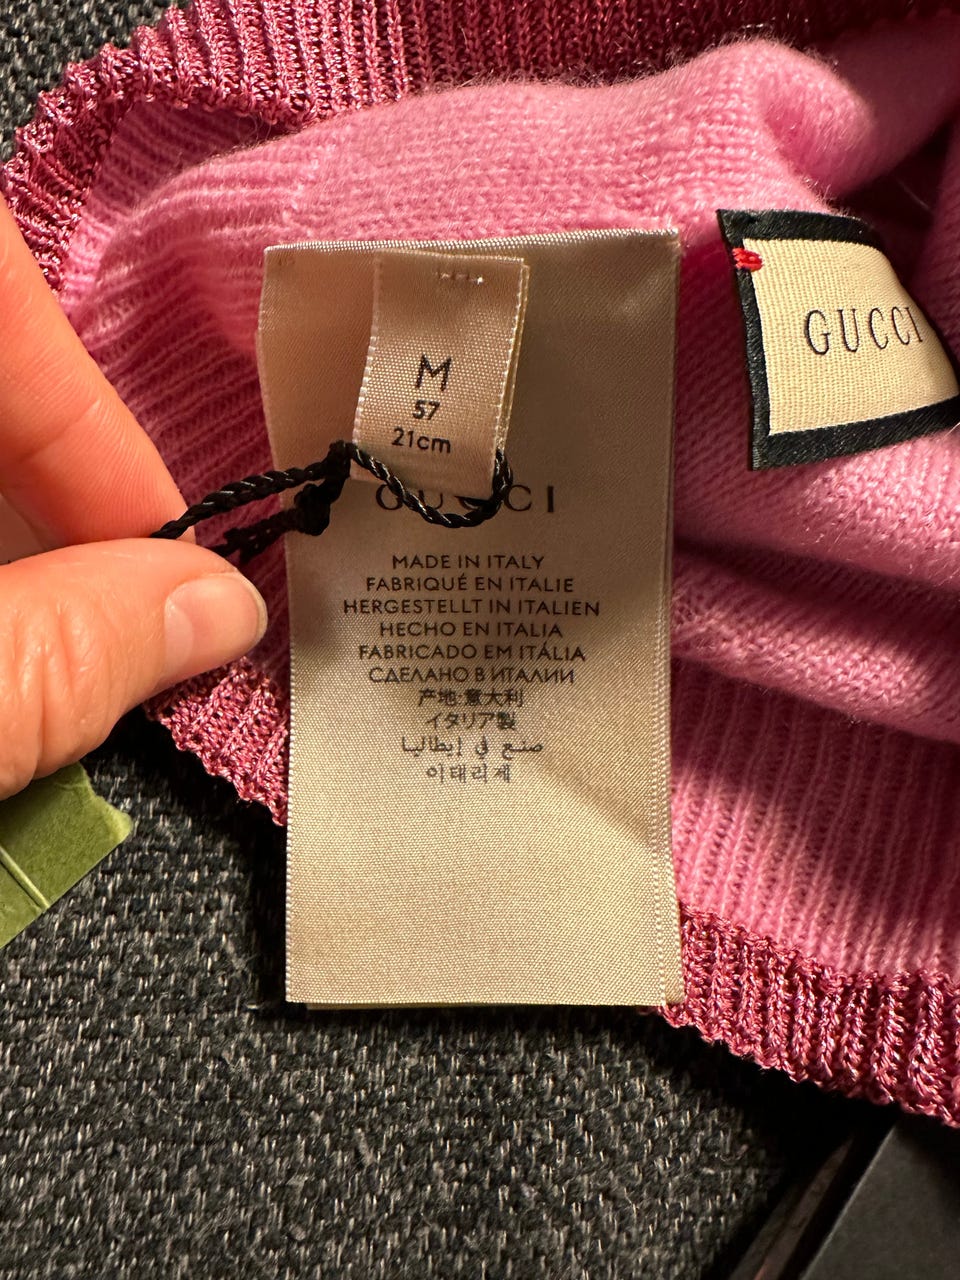 M
57
21cm
GUCCI
GUCCI
MADE IN ITALY
FABRIQUÉ EN ITALIE
HERGESTELLT IN ITALIEN
HECHO EN ITALIA
FABRICADO EM ITÁLIA
СДЕЛАНО В ИТАЛИИ
产地:意大利
イタリア製
صنع في إيطاليا
이태리제